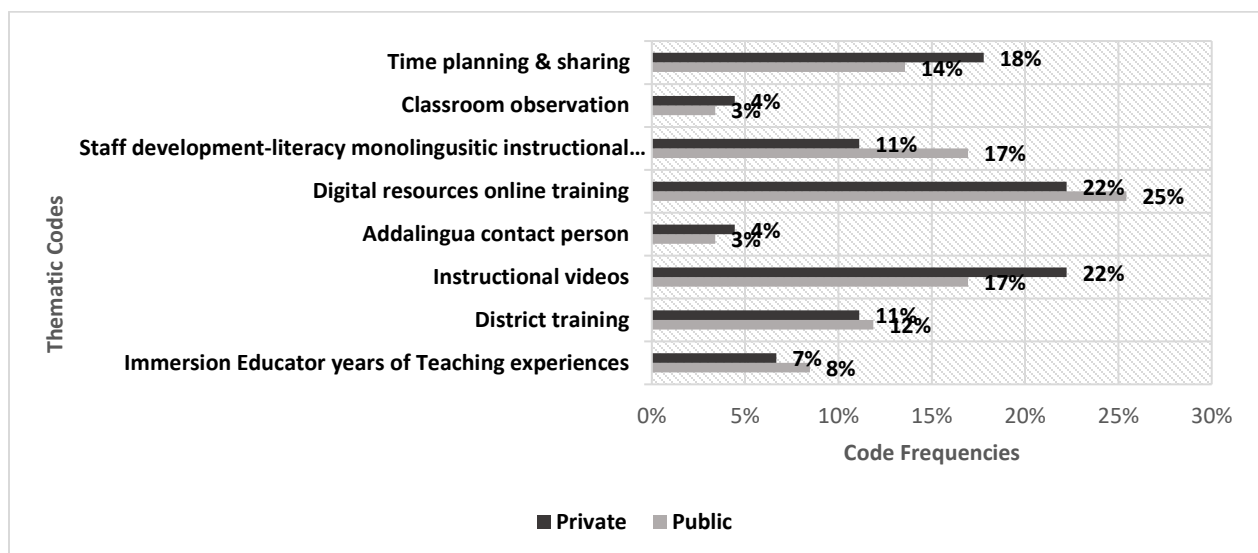 Time planning & sharing
18%
14%
Classroom observation
4%
3%
Staff development-literacy monolingusitic instructional…
11%
17%
Digital resources online training
22%
25%
Addalingua contact person
4%
3%
Instructional videos
22%
17%
District training
11%
12%
Immersion Educator years of Teaching experiences
7%
8%
Thematic Codes
0% 5% 10% 15% 20% 25% 30%
Code Frequencies
Private Public